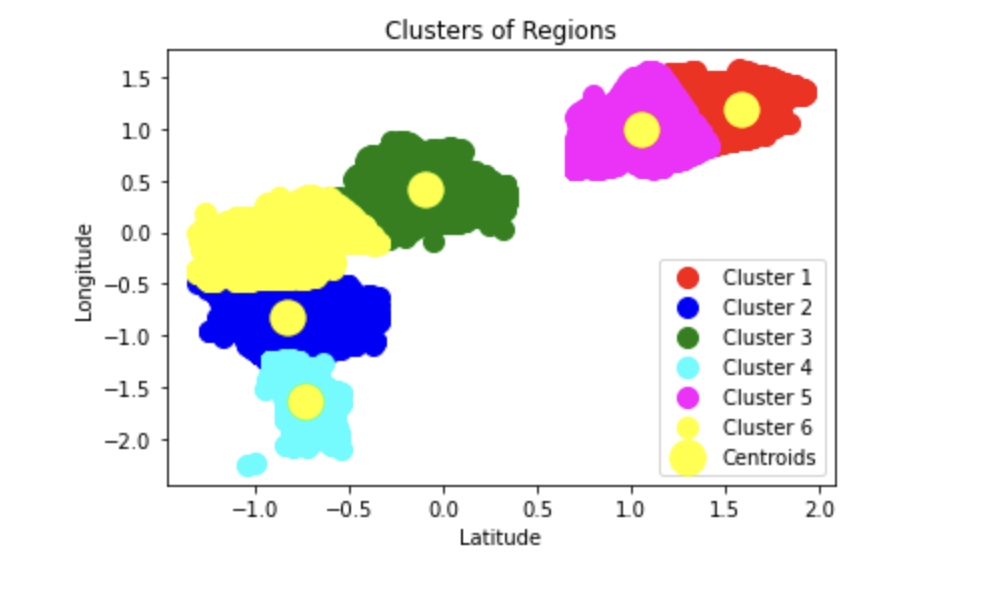 Clusters of Regions
1.5
1.0
0.5
0.0
−0.5
−1.0
−1.5
−2.0
Longitude
Cluster 1
Cluster 2
Cluster 3
Cluster 4
Cluster 5
Cluster 6
Centroids
−1.0 −0.5 0.0 0.5 1.0 1.5 2.0
Latitude